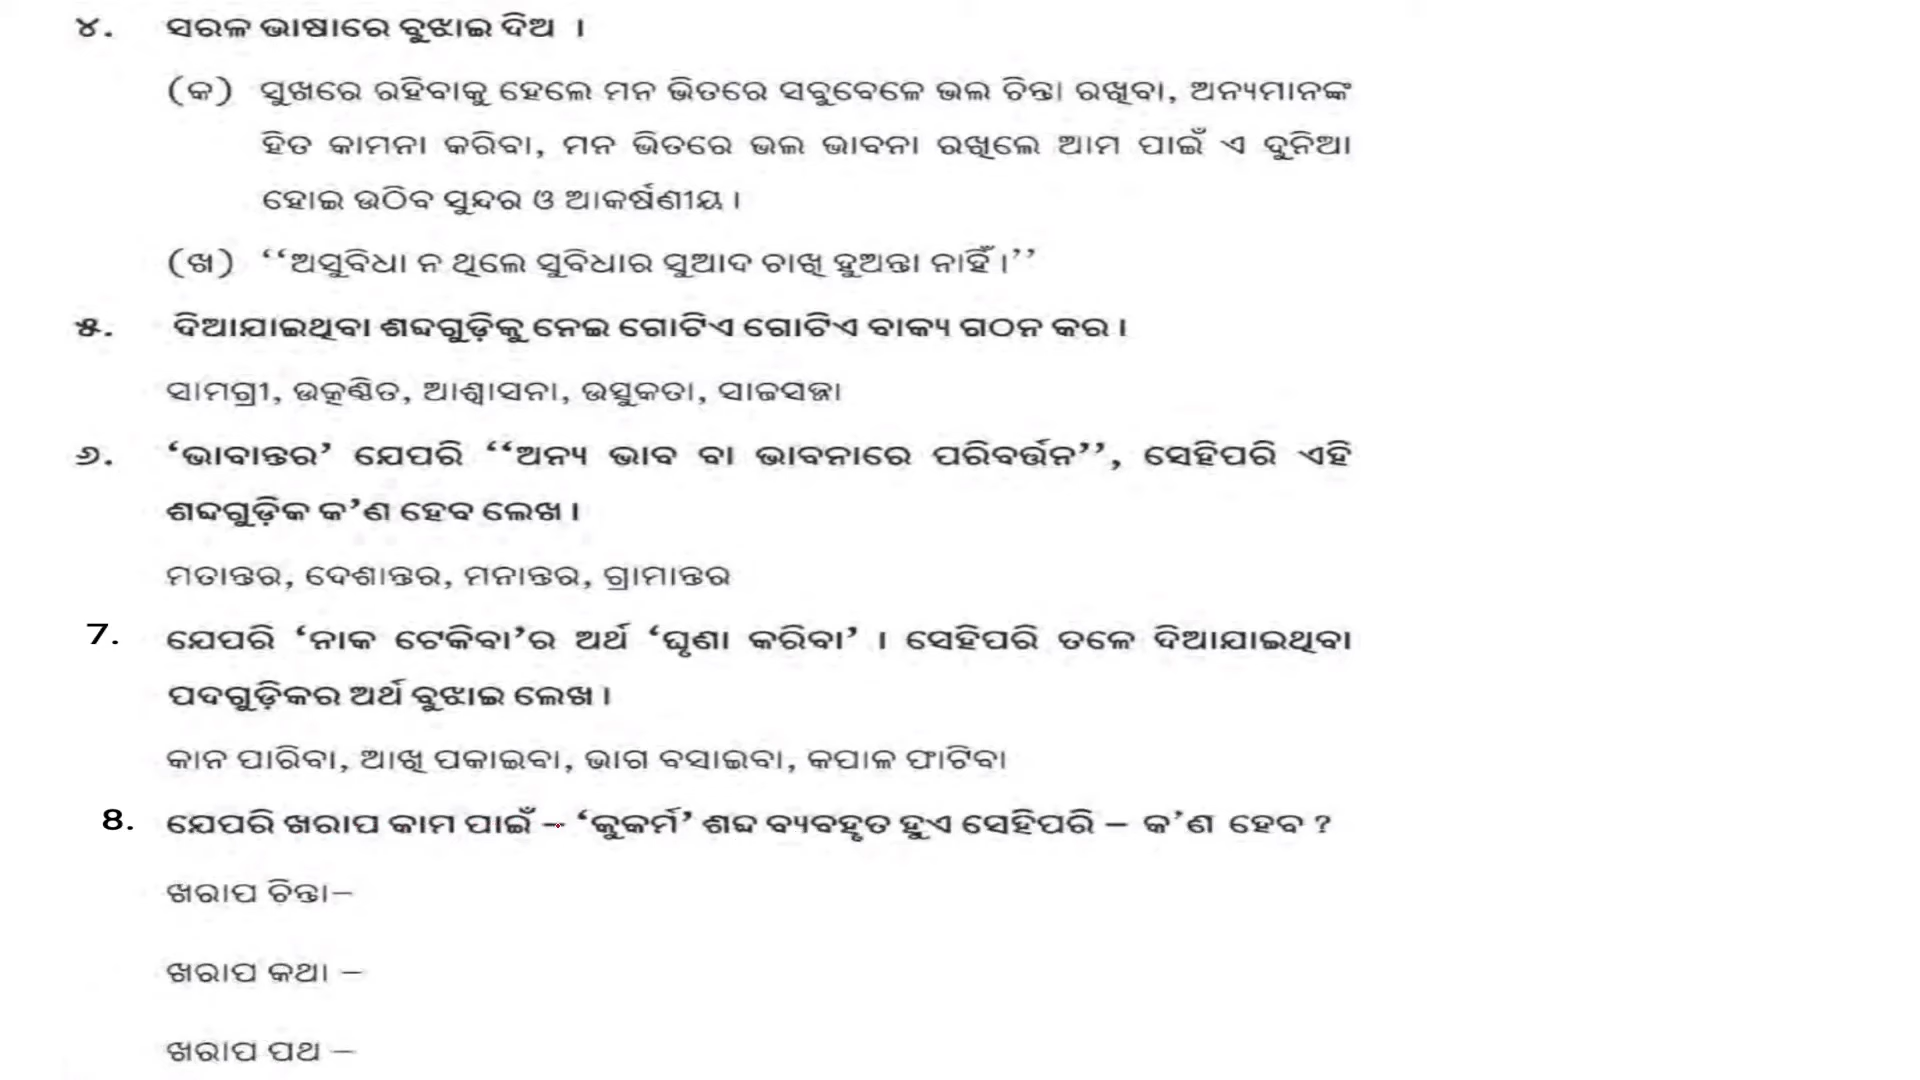 ୪. ସରଳ ଭାଷାରେ ବୁଝାଇ ଦିଅ ।
(କ) ସୁଖରେ ରହିବାକୁ ହେଲେ ମନ ଭିତରେ ସବୁବେଳେ ଭଲ ଚିନ୍ତା ରଖିବା, ଅନ୍ୟମାନଙ୍କ
ହିତ କାମନା କରିବା, ମନ ଭିତରେ ଭଲ ଭାବନା ରଖିଲେ ଆମ ପାଇଁ ଏ ଦୁନିଆ
ହୋଇ ଉଠିବ ସୁନ୍ଦର ଓ ଆକର୍ଷଣୀୟ ।
(ଖ) ‘‘ଅସୁବିଧା ନ ଥିଲେ ସୁବିଧାର ସୁଆଦ ଚାଖି ହୁଅନ୍ତା ନାହିଁ ।’’
୫. ଦିଆଯାଇଥିବା ଶବ୍ଦଗୁଡ଼ିକୁ ନେଇ ଗୋଟିଏ ଗୋଟିଏ ବାକ୍ୟ ଗଠନ କର ।
ସାମଗ୍ରୀ, ଉତ୍କଣ୍ଠିତ, ଆଶ୍ୱାସନା, ଉତ୍ସୁକତା, ସାଜସଜ୍ଜା
୬. ‘ଭାବାନ୍ତର’ ଯେପରି ‘‘ଅନ୍ୟ ଭାବ ବା ଭାବନାରେ ପରିବର୍ତ୍ତନ’’, ସେହିପରି ଏହି
ଶବ୍ଦଗୁଡ଼ିକ କ’ଣ ହେବ ଲେଖ ।
ମତାନ୍ତର, ଦେଶାନ୍ତର, ମନାନ୍ତର, ଗ୍ରାମାନ୍ତର
7. ଯେପରି ‘ନାକ ଟେକିବା’ର ଅର୍ଥ ‘ଘୃଣା କରିବା’ । ସେହିପରି ତଳେ ଦିଆଯାଇଥିବା
ପଦଗୁଡ଼ିକର ଅର୍ଥ ବୁଝାଇ ଲେଖ ।
କାନ ପାରିବା, ଆଖି ପକାଇବା, ଭାଗ ବସାଇବା, କପାଳ ଫାଟିବା
8. ଯେପରି ଖରାପ କାମ ପାଇଁ – ‘କୁକର୍ମ’ ଶବ୍ଦ ବ୍ୟବହୃତ ହୁଏ ସେହିପରି – କ’ଣ ହେବ ?
ଖରାପ ଚିନ୍ତା–
ଖରାପ କଥା –
ଖରାପ ପଥ –